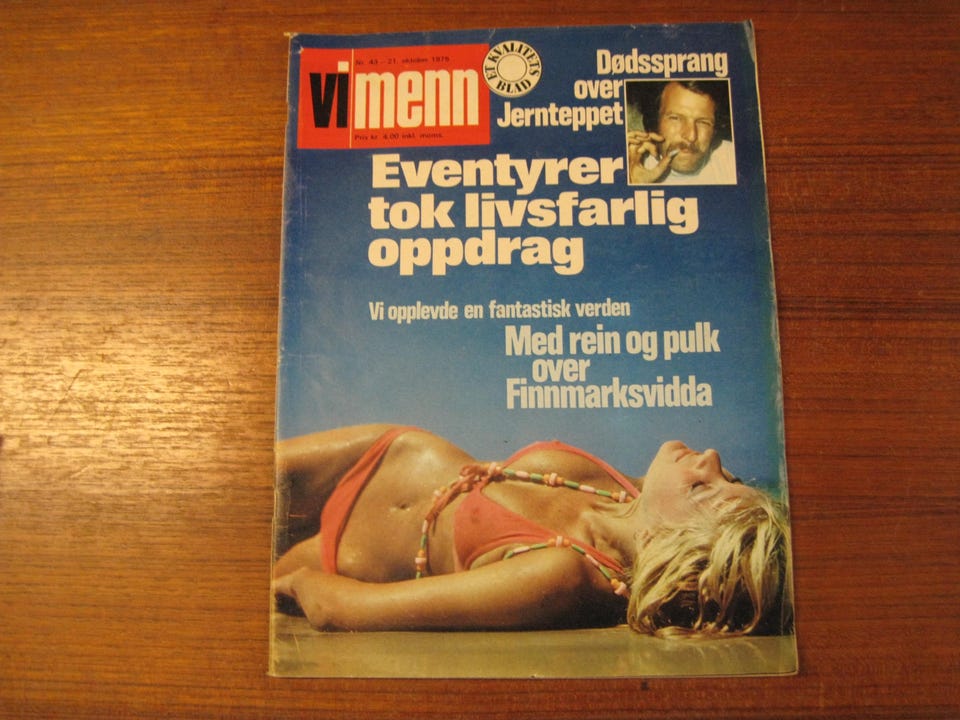 Nr. 43 - 21. oktober 1975
vi menn
Pris kr. 4,00 inkl. moms.
ET KVALITETS BLAD
Dødssprang
over
Jernteppet
Eventyrer
tok livsfarlig
oppdrag
Vi opplevde en fantastisk verden
Med rein og pulk
over
Finnmarksvidda